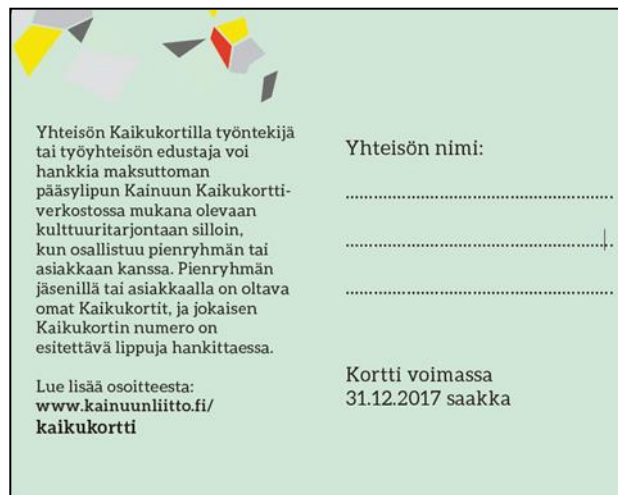 Yhteisön Kaikukortilla työntekijä
tai työyhteisön edustaja voi
hankkia maksuttoman
pääsylipun Kainuun Kaikukortti-
verkostossa mukana olevaan
kulttuuritarjontaan silloin,
kun osallistuu pienryhmän tai
asiakkaan kanssa. Pienryhmän
jäsenillä tai asiakkaalla on oltava
omat Kaikukortit, ja jokaisen
Kaikukortin numero on
esitettävä lippuja hankittaessa.
Lue lisää osoitteesta:
www.kainuunliitto.fi/
kaikukortti
Yhteisön nimi:
Kortti voimassa
31.12.2017 saakka